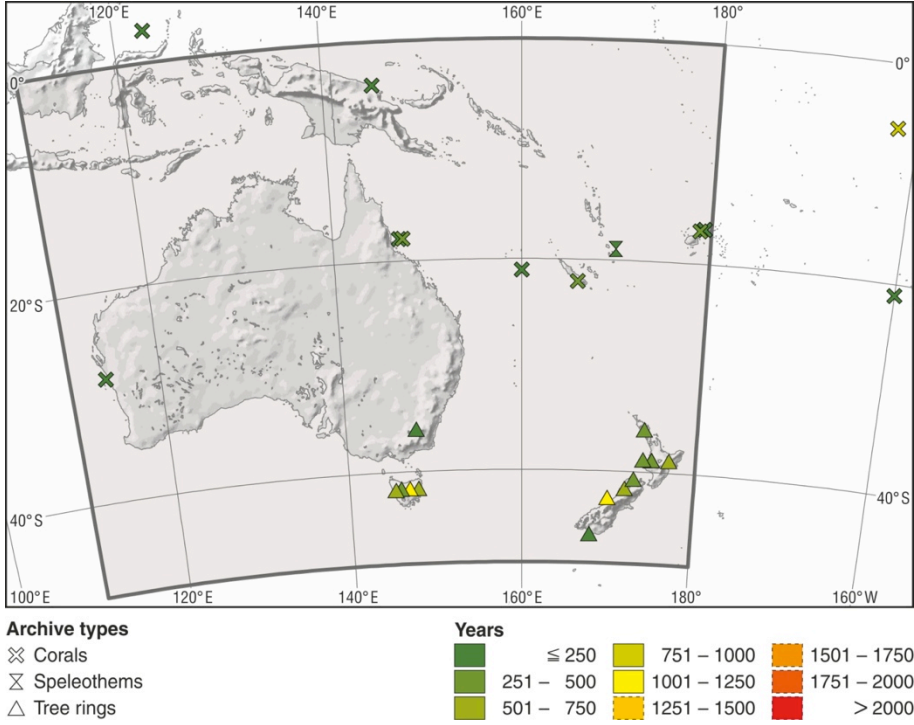 120°E 140°E 160°E 180°
0° 0°
20°S
40°S 40°S
100°E 120°E 140°E 160°E 180° 160°W
Archive types
Corals
Speleothems
Tree rings
Years
≦ 250 751 – 1000 1501 – 1750
251 – 500 1001 – 1250 1751 – 2000
501 – 750 1251 – 1500 > 2000